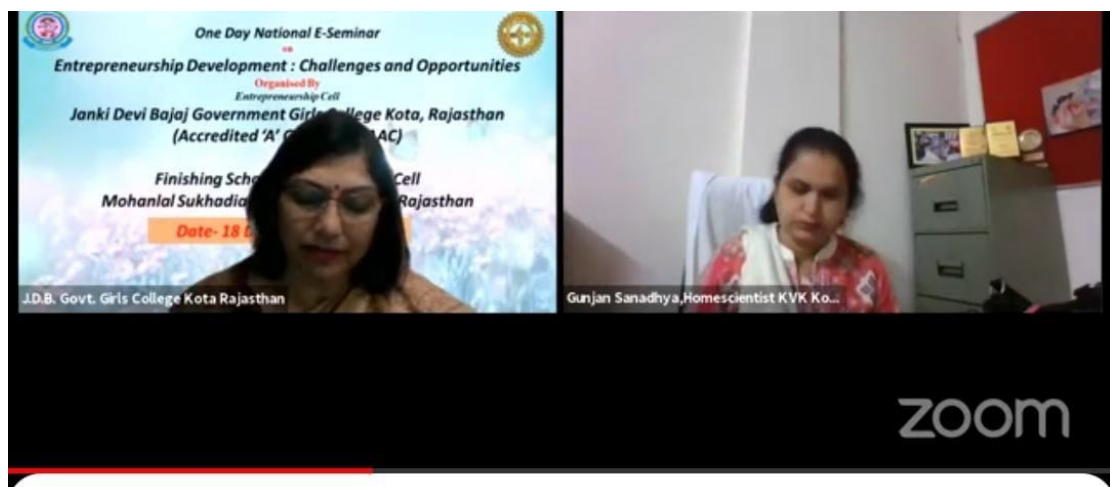 One Day National E-Seminar
on
Entrepreneurship Development : Challenges and Opportunities
Organised By
Entrepreneurship Cell
Janki Devi Bajaj Government Girls College Kota, Rajasthan
(Accredited 'A' AAC)
Finishing Cell
Mohanlal Sukhadia Rajasthan
Date- 18
J.D.B. Govt. Girls College Kota Rajasthan
Gunjan Sanadhya,Homescientist KVK Ko...
zoom